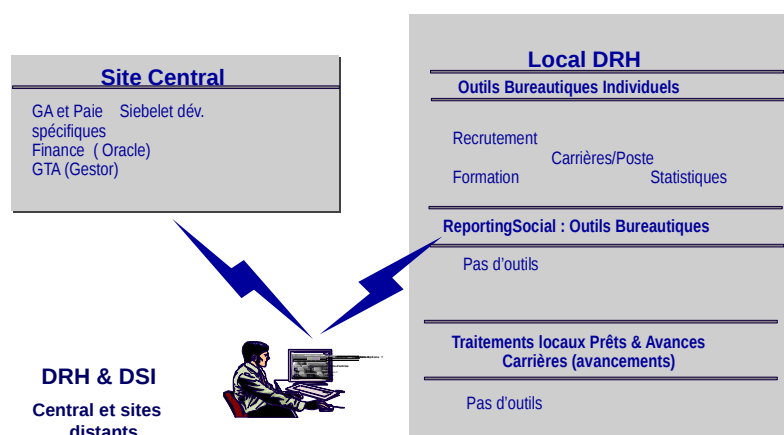 Site Central
GA et Paie Siebelet dév.
spécifiques
Finance ( Oracle)
GTA (Gestor)
Local DRH
Outils Bureautiques Individuels
Recrutement
Carrières/Poste
Formation Statistiques
ReportingSocial : Outils Bureautiques
Pas d’outils
Traitements locaux Prêts & Avances
Carrières (avancements)
Pas d’outils
DRH & DSI
Central et sites
distants